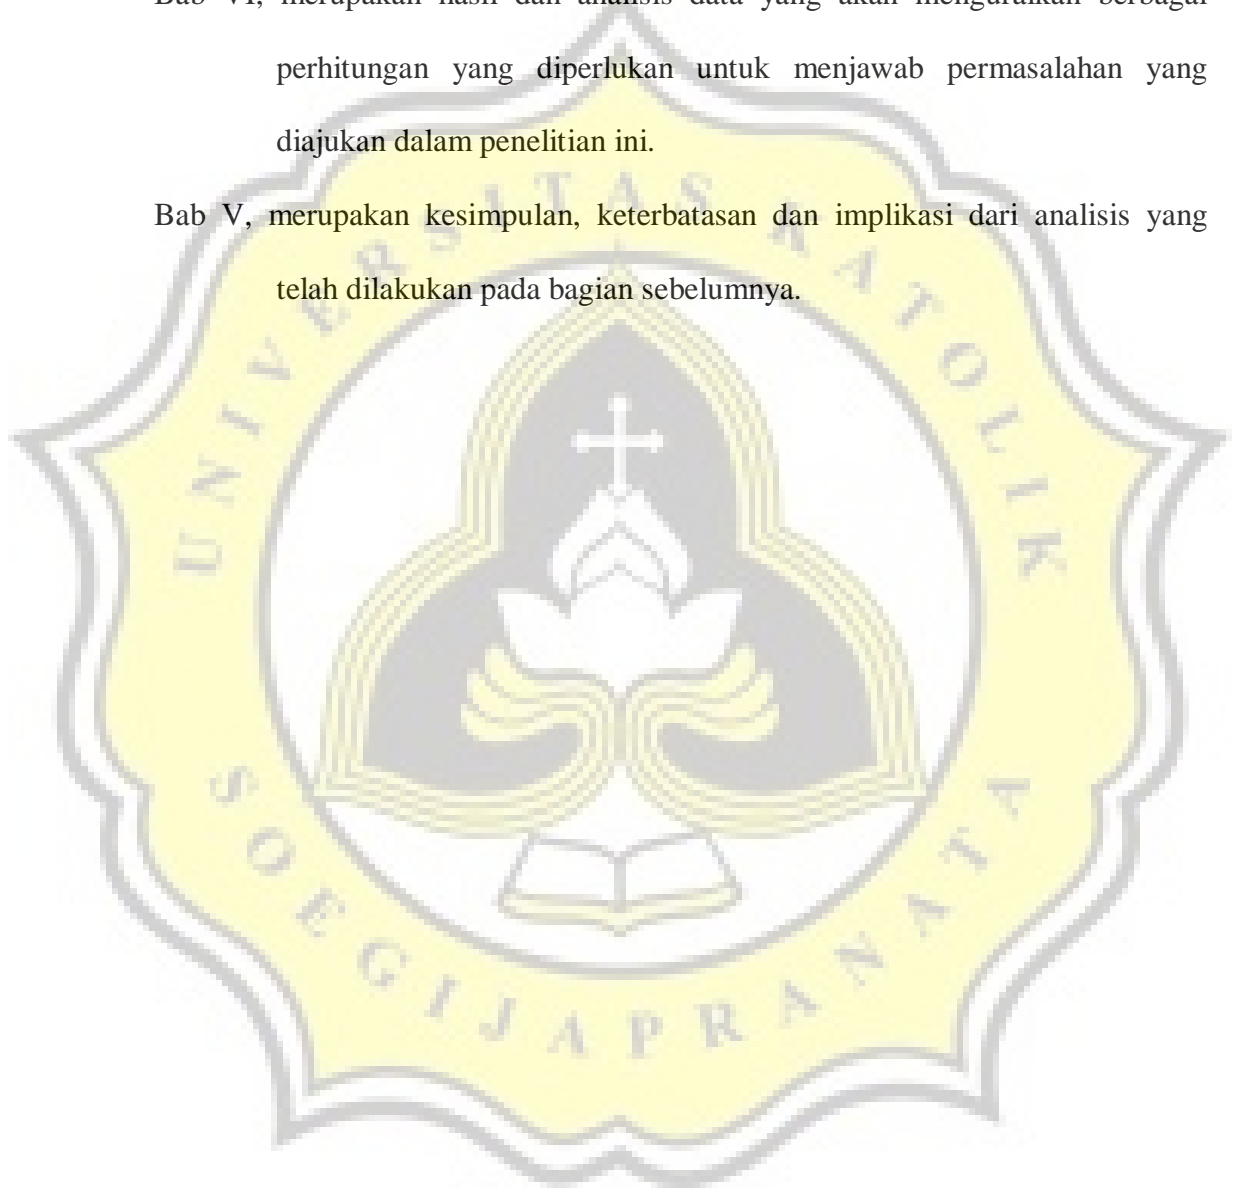 Bab VI, merupakan hasil dan analisis data yang akan menguraikan berbagai
perhitungan yang diperlukan untuk menjawab permasalahan yang
diajukan dalam penelitian ini.
Bab V, merupakan kesimpulan, keterbatasan dan implikasi dari analisis yang
telah dilakukan pada bagian sebelumnya.
UNIVERSITAS KATOLIK
SOEGIJAPRANATA